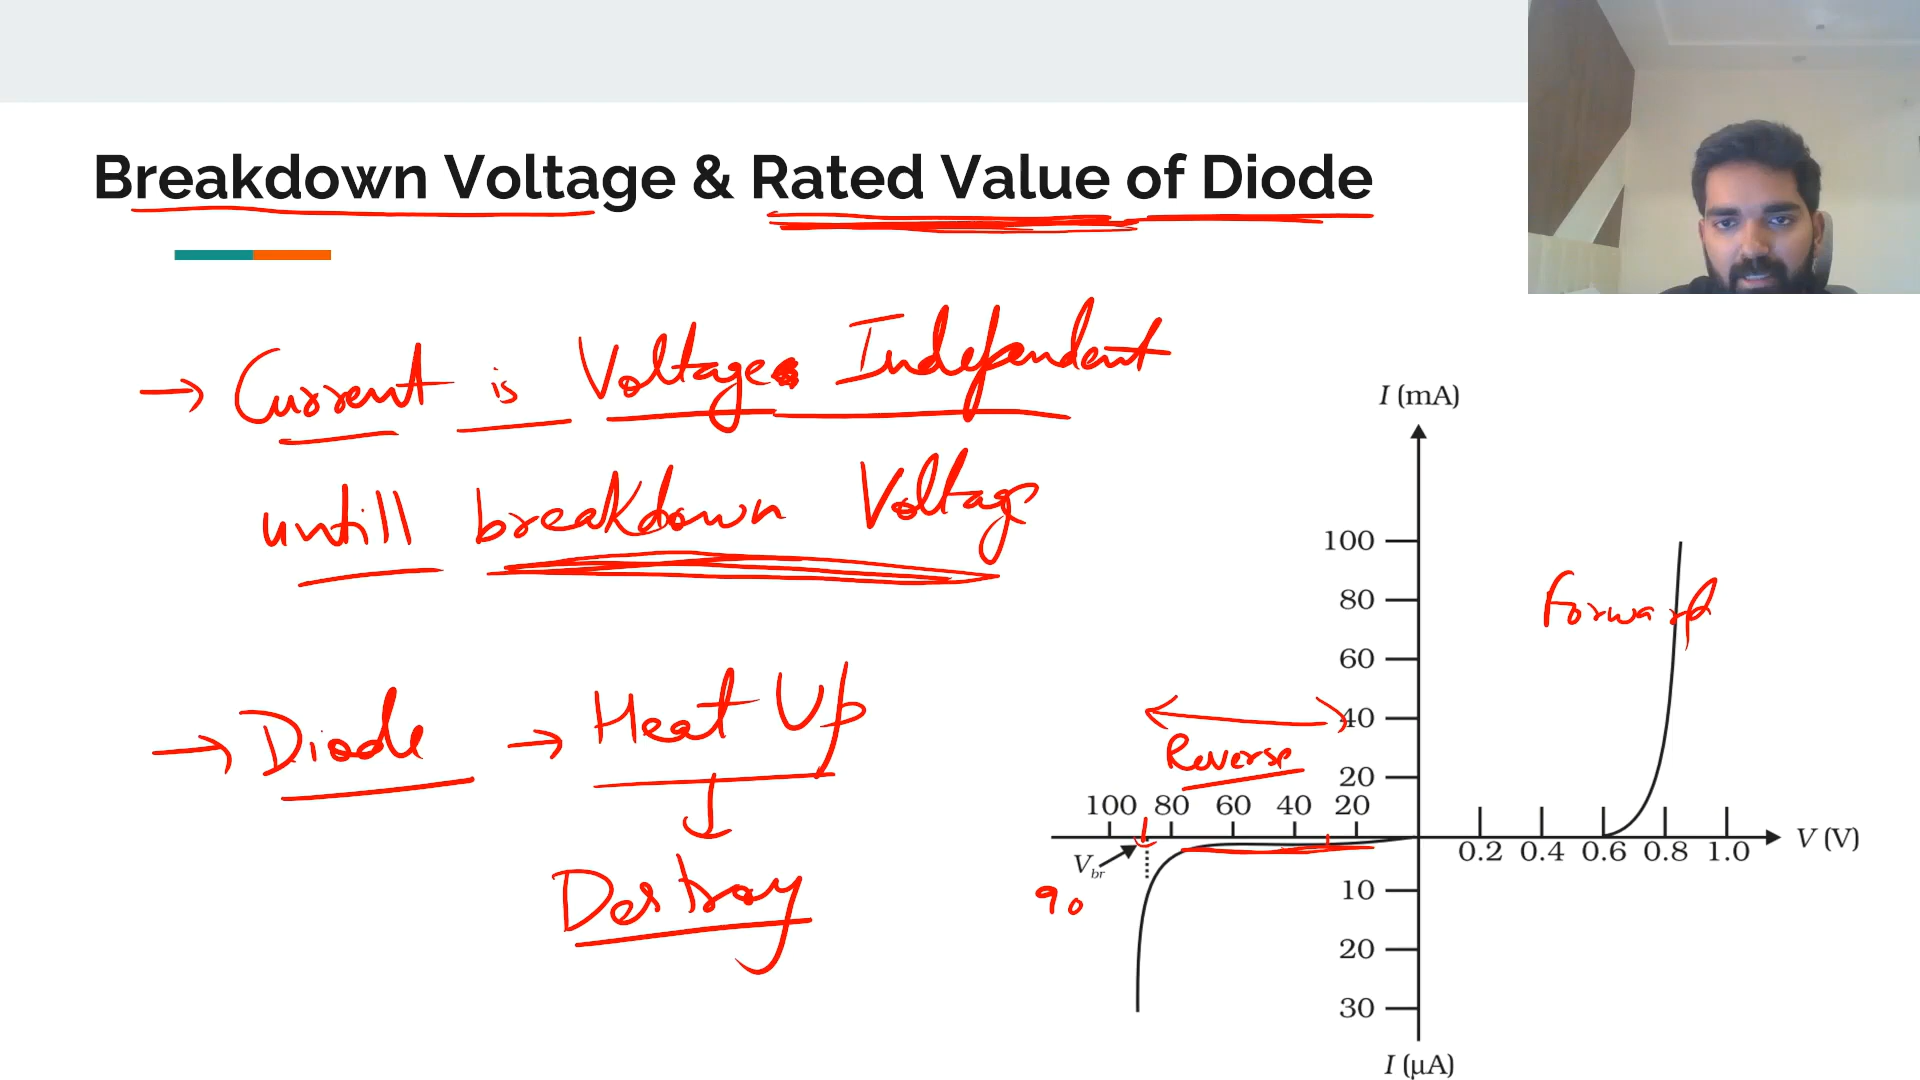 Breakdown Voltage & Rated Value of Diode
→ Current is Voltage Independent
untill breakdown Voltage
→ Diode → Heat Up
↓
Destroy
I (mA)
100
80
60
40
20
Forward
Reverse
100 80 60 40 20
0.2 0.4 0.6 0.8 1.0
V (V)
Vbr
90
10
20
30
I (μA)